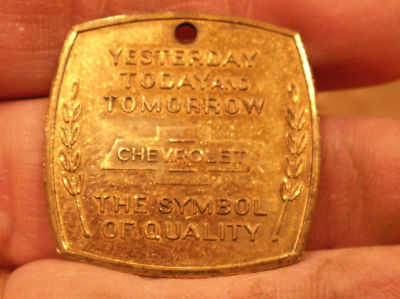 YESTERDAY
TODAY AND
TOMORROW
CHEVROLET
THE SYMBOL
OF QUALITY